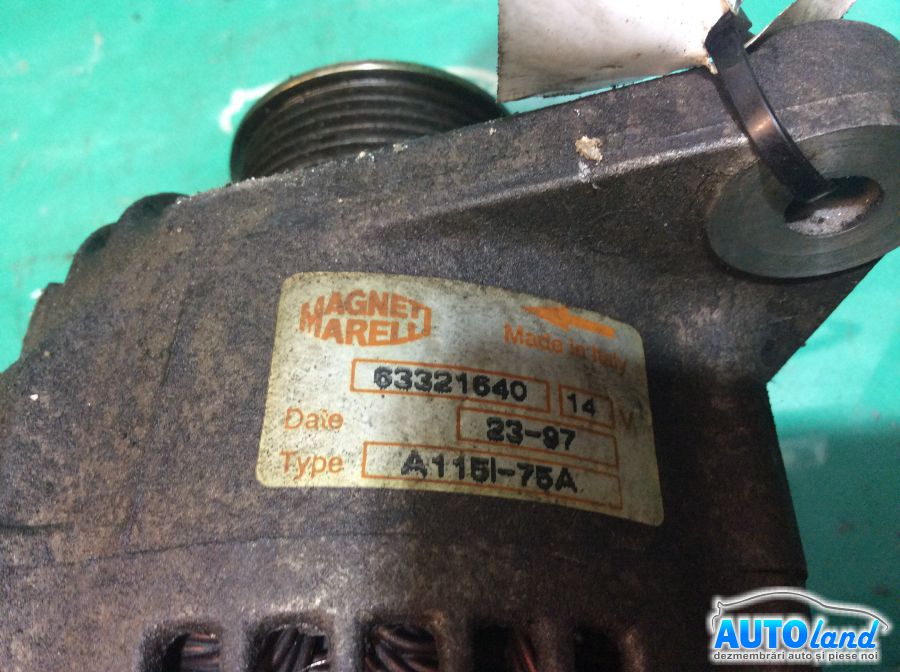 MAGNETI
MARELLI
Made in Italy
63321640 14 V
Date 23-97
Type A115I-75A
AUTOland
dezmembrări auto și piese noi